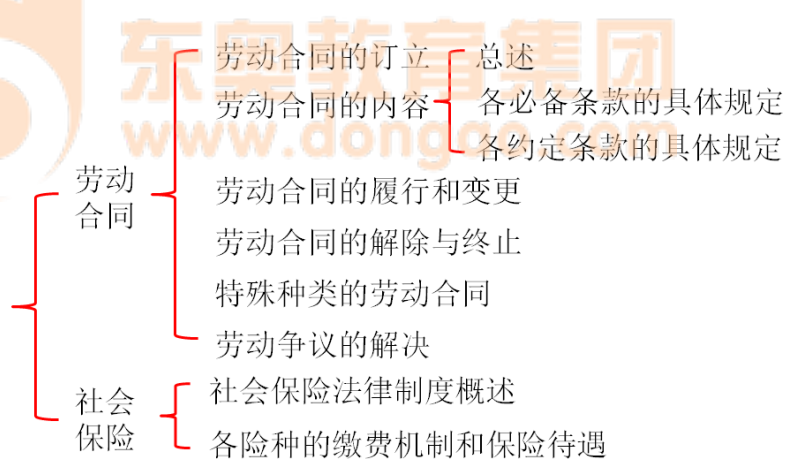 东奥教育集团
www.dongao.com
劳动合同的订立
总述
劳动合同的内容
各必备条款的具体规定
各约定条款的具体规定
劳动
合同
劳动合同的履行和变更
劳动合同的解除与终止
特殊种类的劳动合同
劳动争议的解决
社会
保险
社会保险法律制度概述
各险种的缴费机制和保险待遇